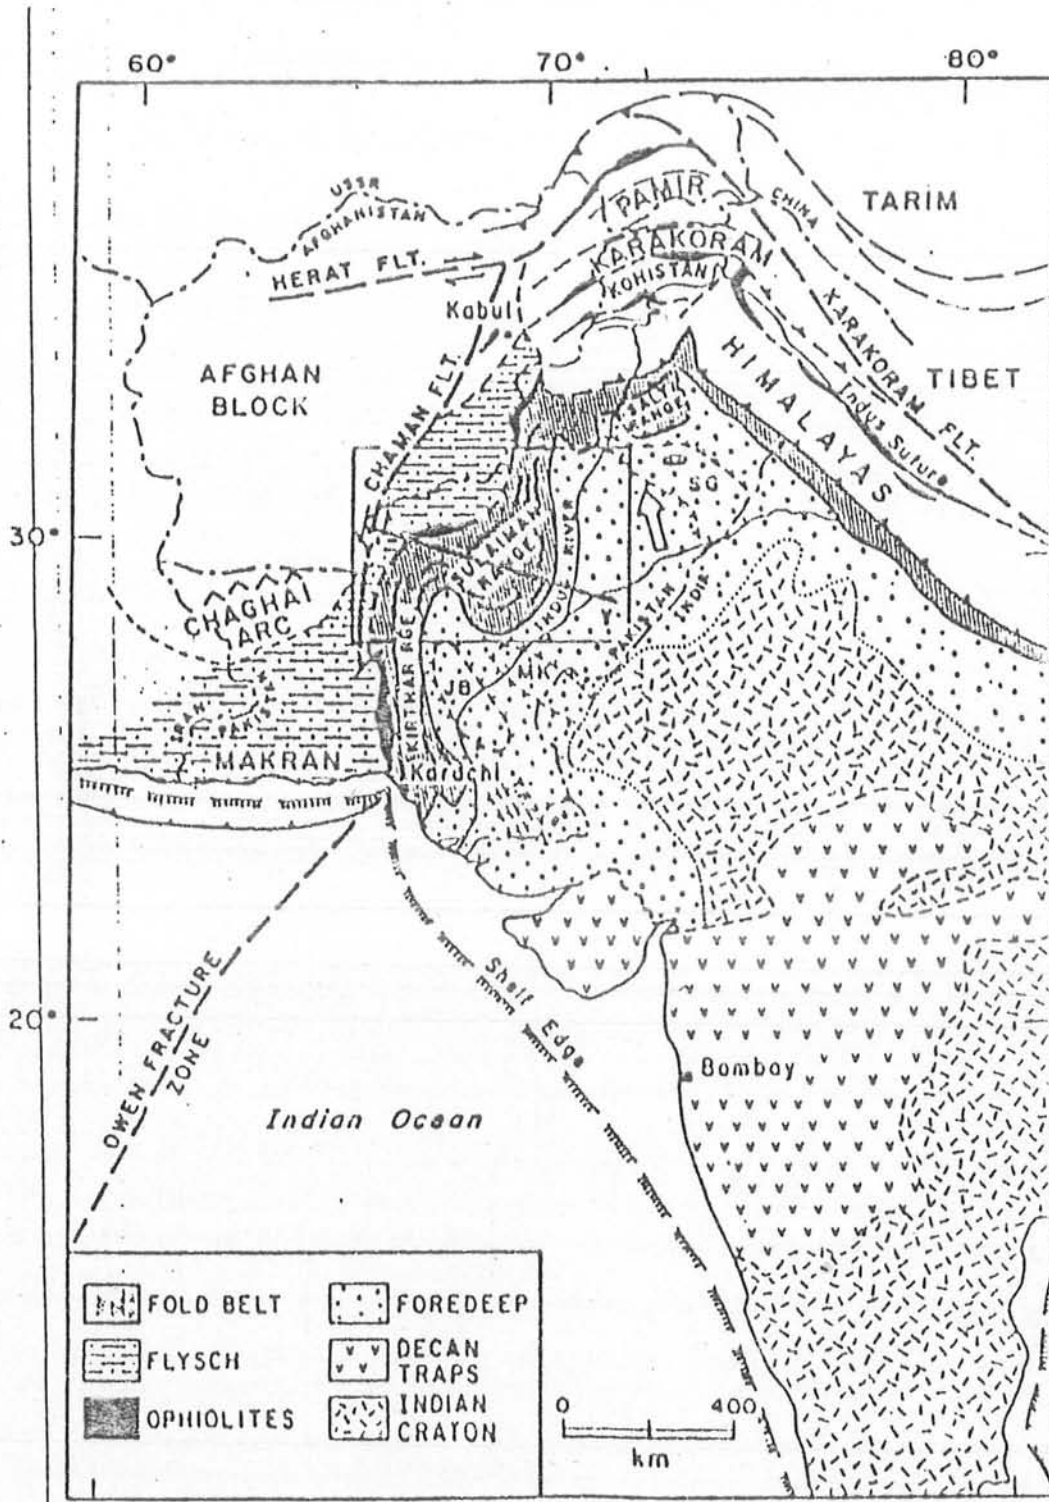 60°
70°
80°
USSR
AFGHANISTAN
PAMIR
CHINA
TARIM
HERAT FLT.
KARAKORAM
KOHISTAN
Kabul
KARAKORAM FLT.
AFGHAN
BLOCK
CHAMAN FLT.
HIMALAYAS
TIBET
SALT
RANGE
Indus Suture
SG
30°
SULAIMAN
RANGE
INDUS RIVER
CHAGHAI
ARC
PAKISTAN
INDIA
KIRTHAR RGE
JB
MK
IRAN
PAKISTAN
MAKRAN
Karachi
20°
OWEN FRACTURE
ZONE
Shelf Edge
Bombay
Indian Ocean
FOLD BELT
FOREDEEP
FLYSCH
DECAN
TRAPS
OPHIOLITES
INDIAN
CRATON
0 400
km